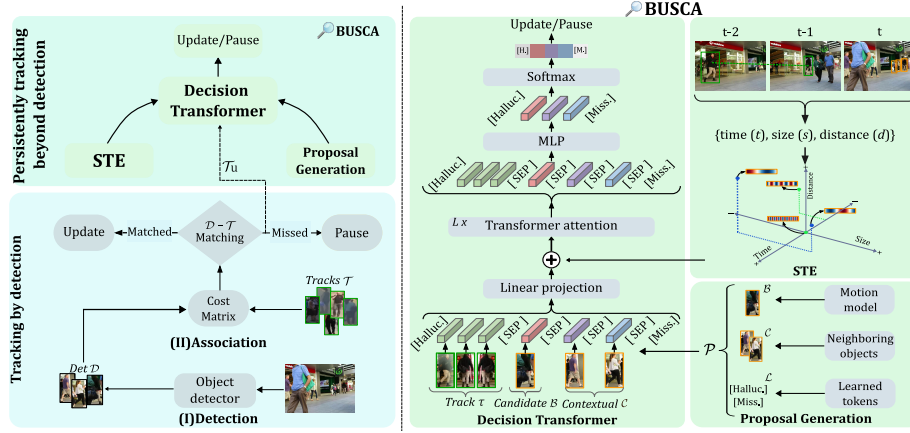 Persistently tracking
beyond detection
Update/Pause
BUSCA
Decision
Transformer
STE
Proposal
Generation
𝒯u
Tracking by detection
Update
Matched
𝒟 – 𝒯
Matching
Missed
Pause
Cost
Matrix
Tracks 𝒯
(II)Association
Det 𝒟
Object
detector
(I)Detection
BUSCA
Update/Pause
[H.]
[M.]
Softmax
[Halluc.]
[Miss.]
MLP
[Halluc.]
[SEP]
[SEP]
[SEP]
[Miss.]
L x
Transformer attention
Linear projection
[Halluc.]
[SEP]
[SEP]
[SEP]
[Miss.]
Track τ
Candidate ℬ
Contextual 𝒞
Decision Transformer
t-2
t-1
t
{time (t), size (s), distance (d)}
Distance
Time
Size
STE
𝒫
ℬ
Motion
model
𝒞
Neighboring
objects
ℒ
[Halluc.]
[Miss.]
Learned
tokens
Proposal Generation